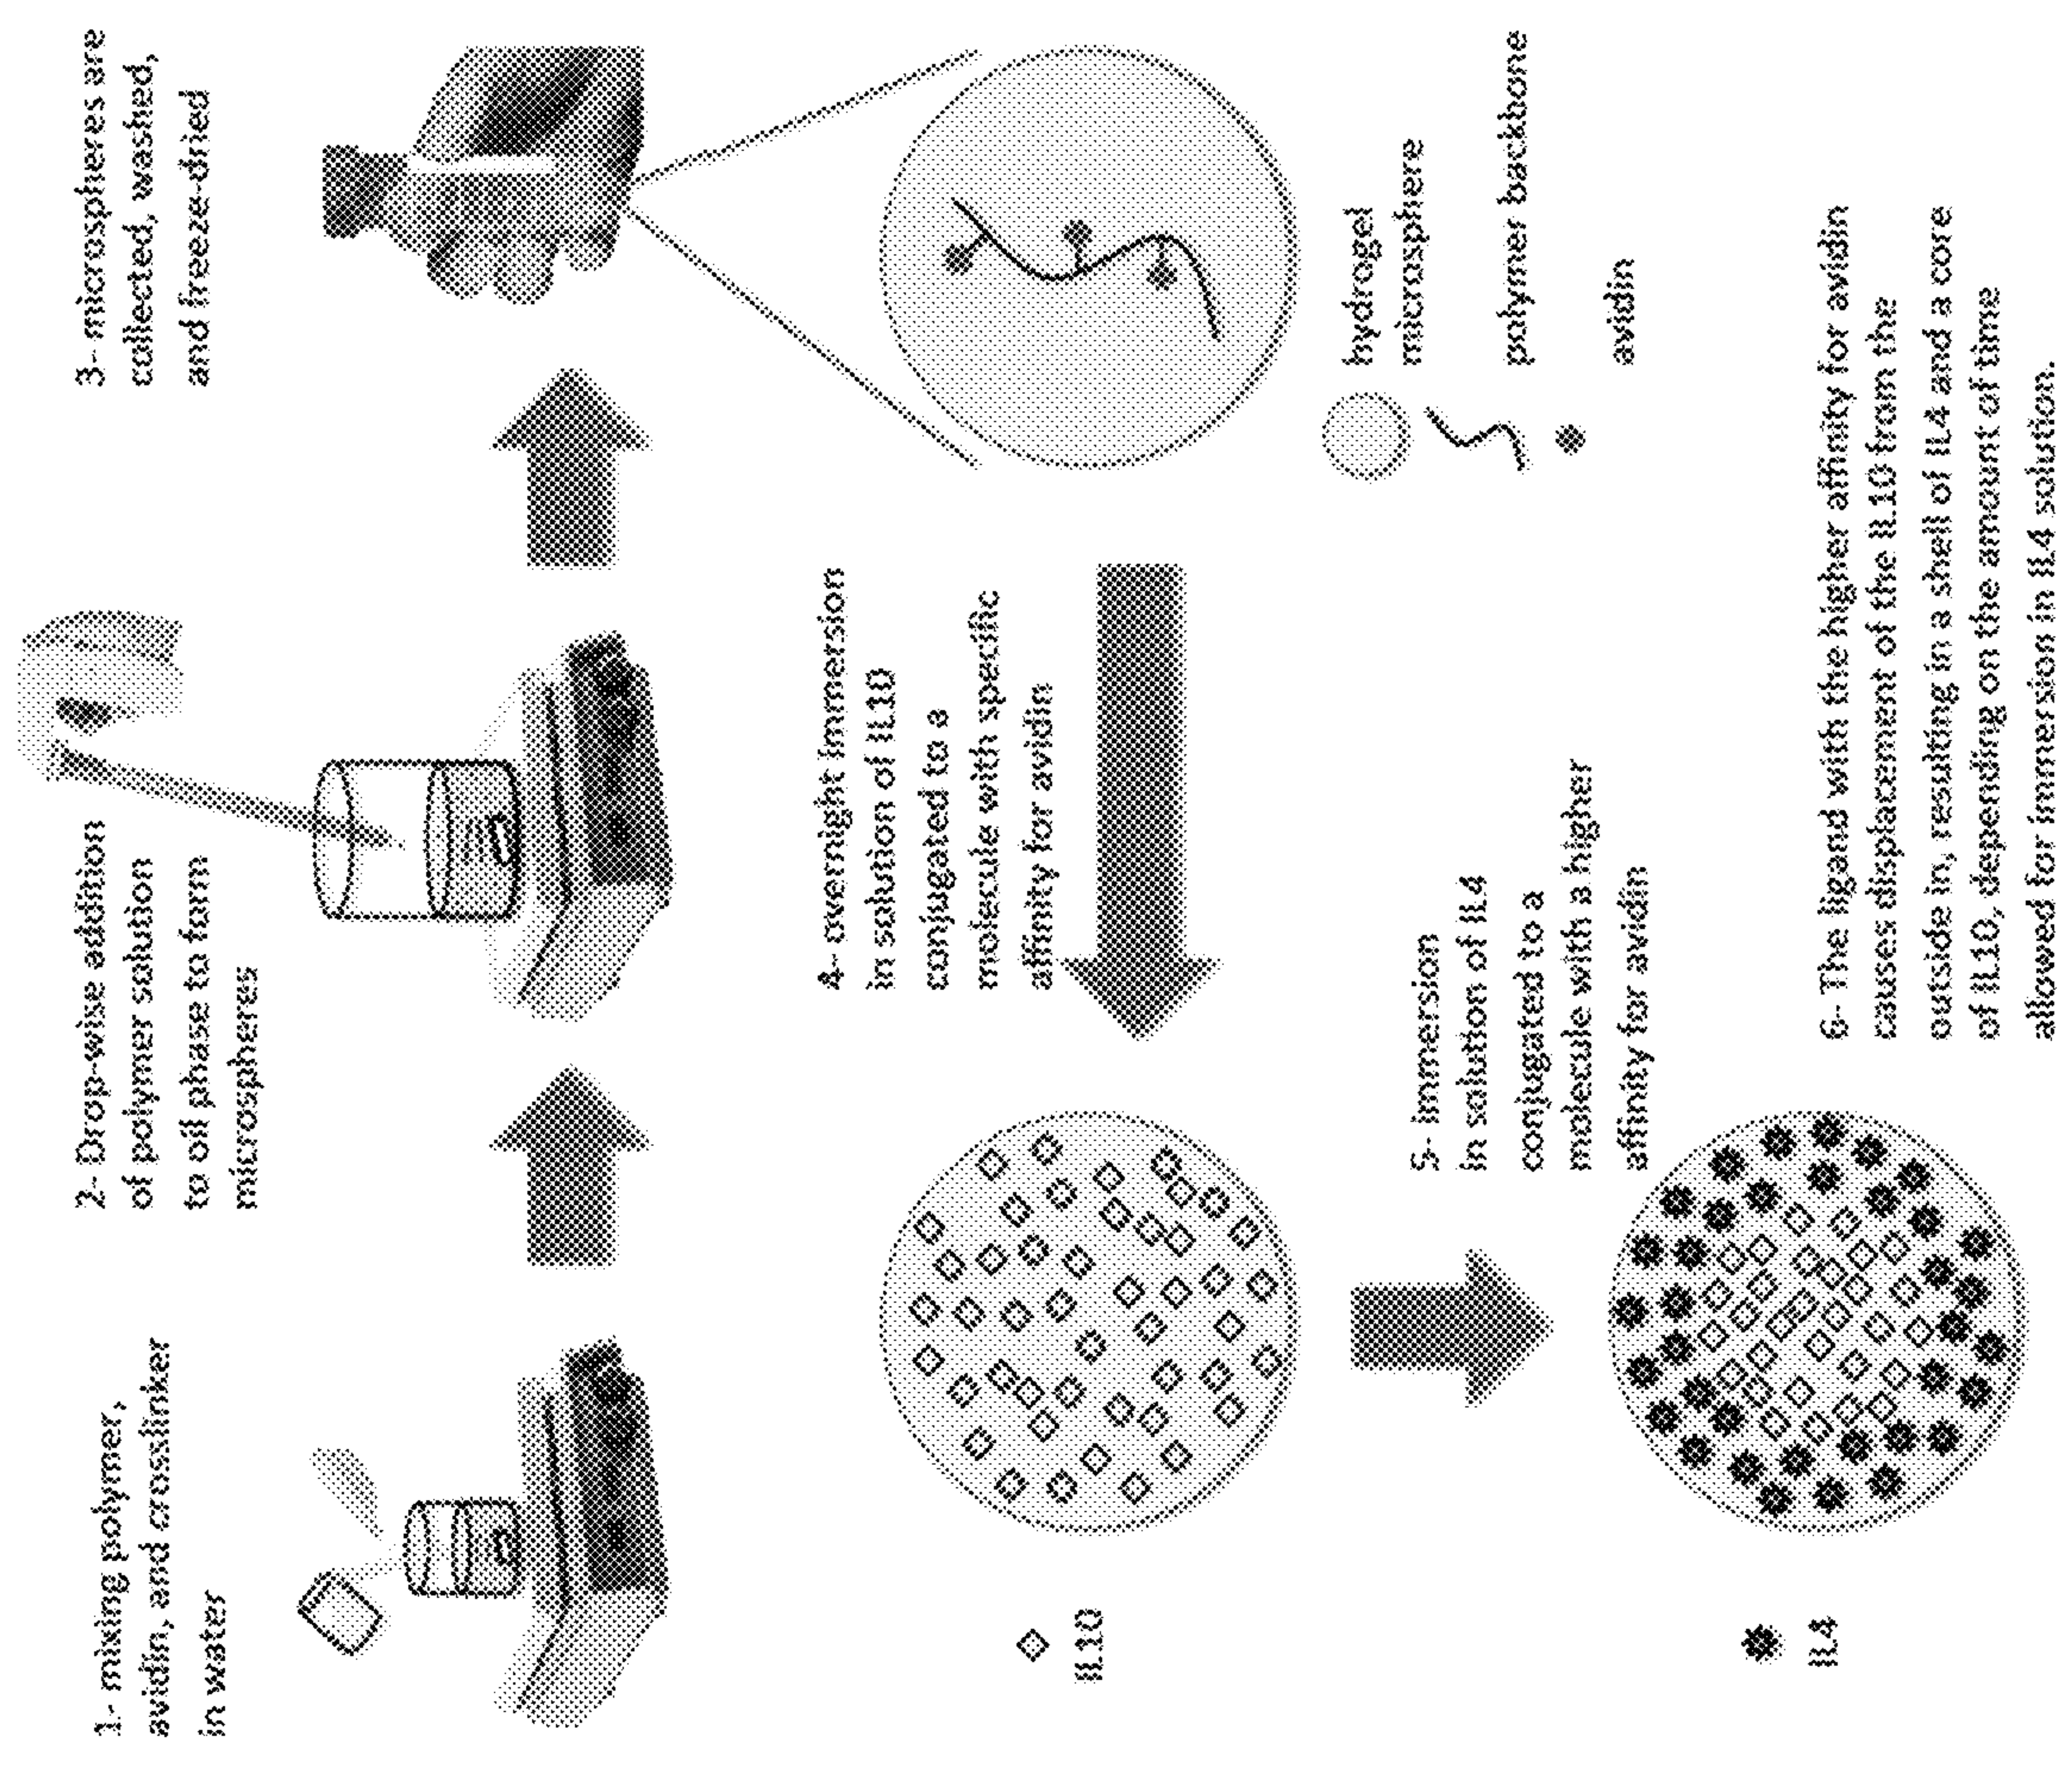 1- mixing polymer,
avidin, and crosslinker
in water
2- Drop-wise addition
of polymer solution
to oil phase to form
microspheres
3- microspheres are
collected, washed,
and freeze-dried
hydrogel
microsphere
polymer backbone
avidin
4- overnight immersion
in solution of IL10
conjugated to a
molecule with specific
affinity for avidin
IL10
5- immersion
in solution of IL4
conjugated to a
molecule with a higher
affinity for avidin
IL4
6- The ligand with the higher affinity for avidin
causes displacement of the IL10 from the
outside in, resulting in a shell of IL4 and a core
of IL10, depending on the amount of time
allowed for immersion in IL4 solution.